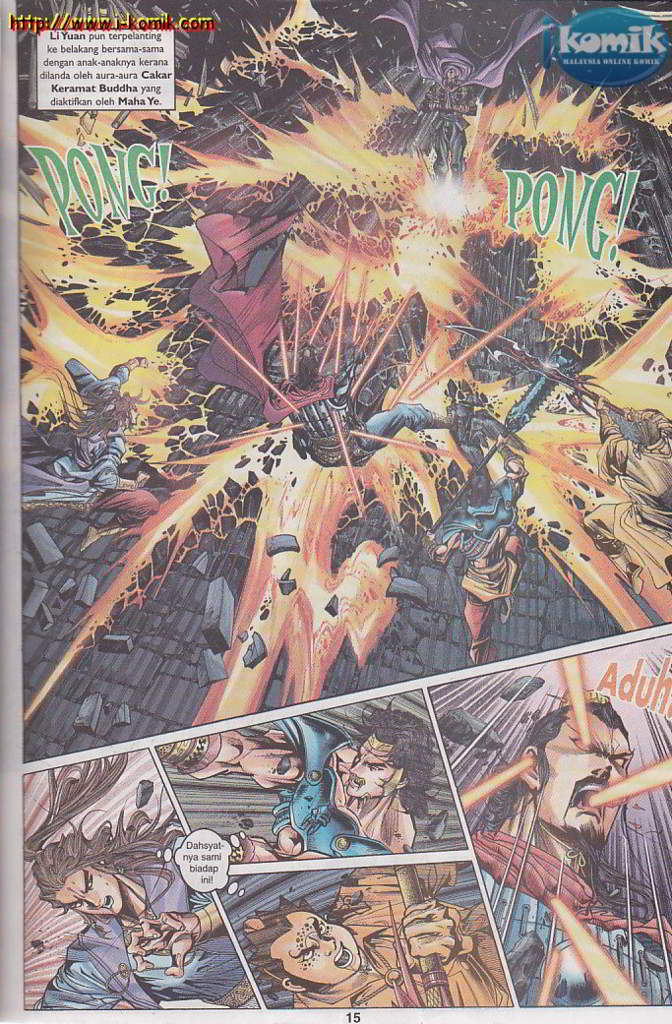 http://www.i-komik.com
komik
MALAYSIA ONLINE KOMIK
Li Yuan pun terpelanting
ke belakang bersama-sama
dengan anak-anaknya kerana
dilanda oleh aura-aura Cakar
Keramat Buddha yang
diaktifkan oleh Maha Ye.
PONG!
PONG!
Aduh
Dahsyat-
nya sami
biadap
ini!
15